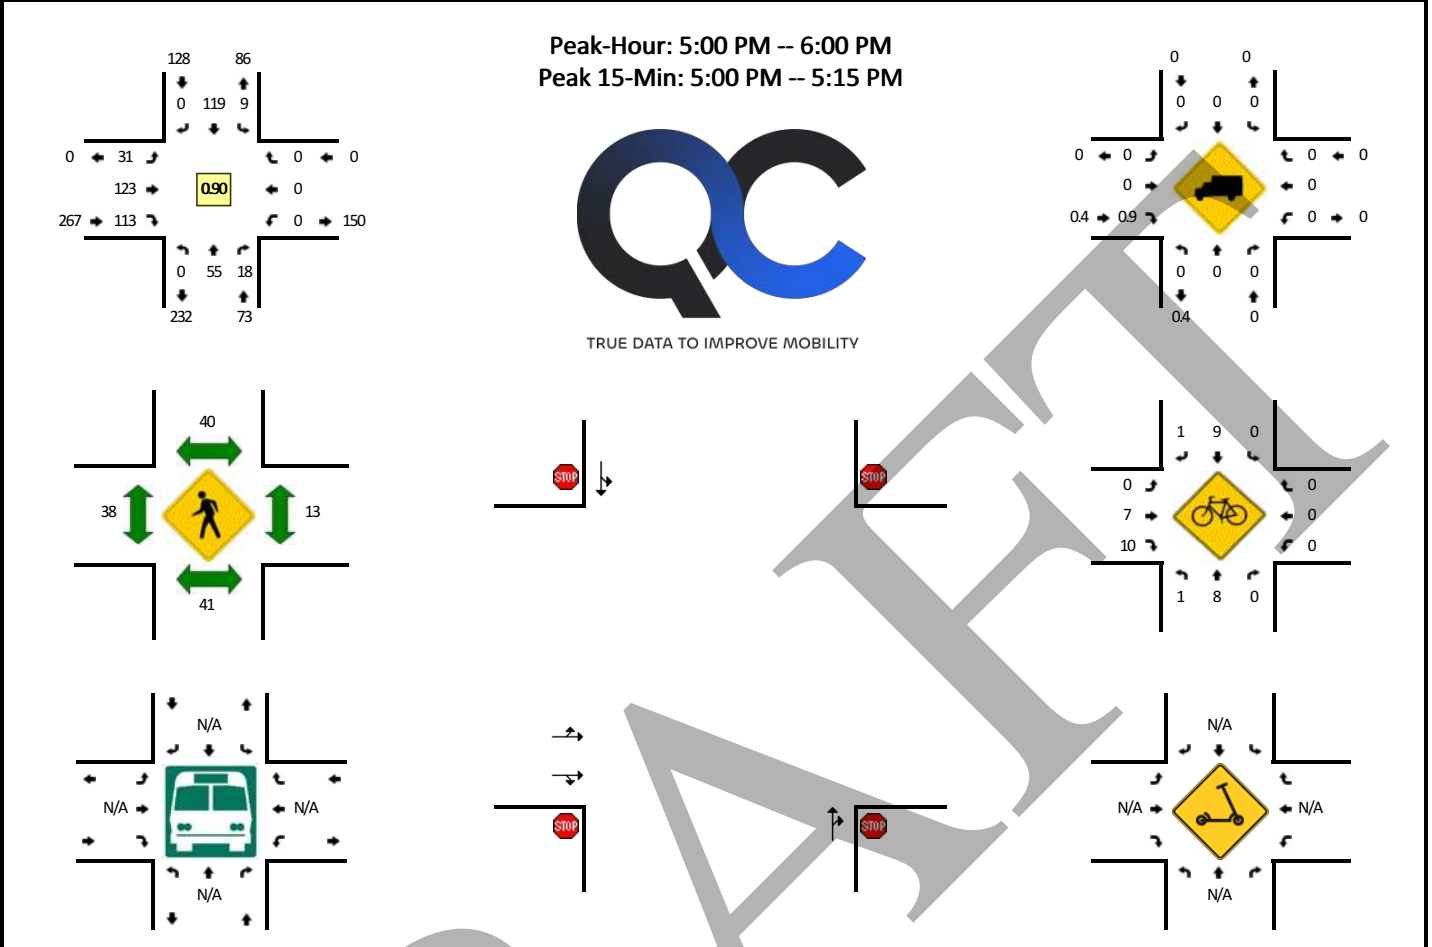 Peak-Hour: 5:00 PM -- 6:00 PM
Peak 15-Min: 5:00 PM -- 5:15 PM
128 86
0 119 9
0 31 0 0
123 0.90 0
267 113 0 150
0 55 18
232 73
QC
TRUE DATA TO IMPROVE MOBILITY
0 0
0 0 0
0 0 0 0
0 0
0.4 0.9 0 0
0 0 0
0.4 0
40
38 13
41
STOP STOP
1 9 0
0 0
7 0
10 0
1 8 0
N/A
N/A N/A
N/A
STOP STOP
N/A
N/A N/A
N/A
DRAFT